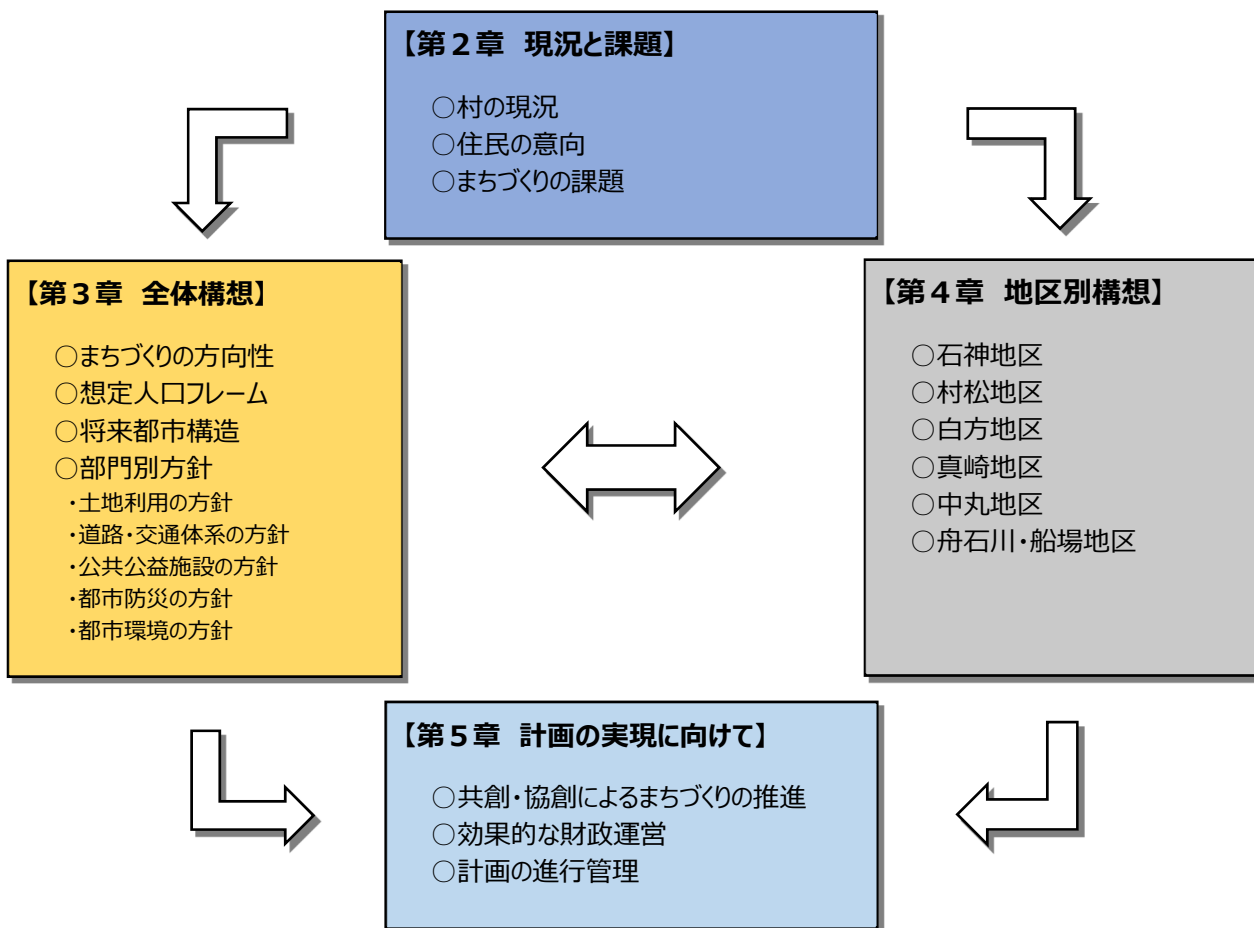 【第２章 現況と課題】
○村の現況
○住民の意向
○まちづくりの課題
【第３章 全体構想】
○まちづくりの方向性
○想定人口フレーム
○将来都市構造
○部門別方針
・土地利用の方針
・道路・交通体系の方針
・公共公益施設の方針
・都市防災の方針
・都市環境の方針
【第４章 地区別構想】
○石神地区
○村松地区
○白方地区
○真崎地区
○中丸地区
○舟石川・船場地区
【第５章 計画の実現に向けて】
○共創・協創によるまちづくりの推進
○効果的な財政運営
○計画の進行管理